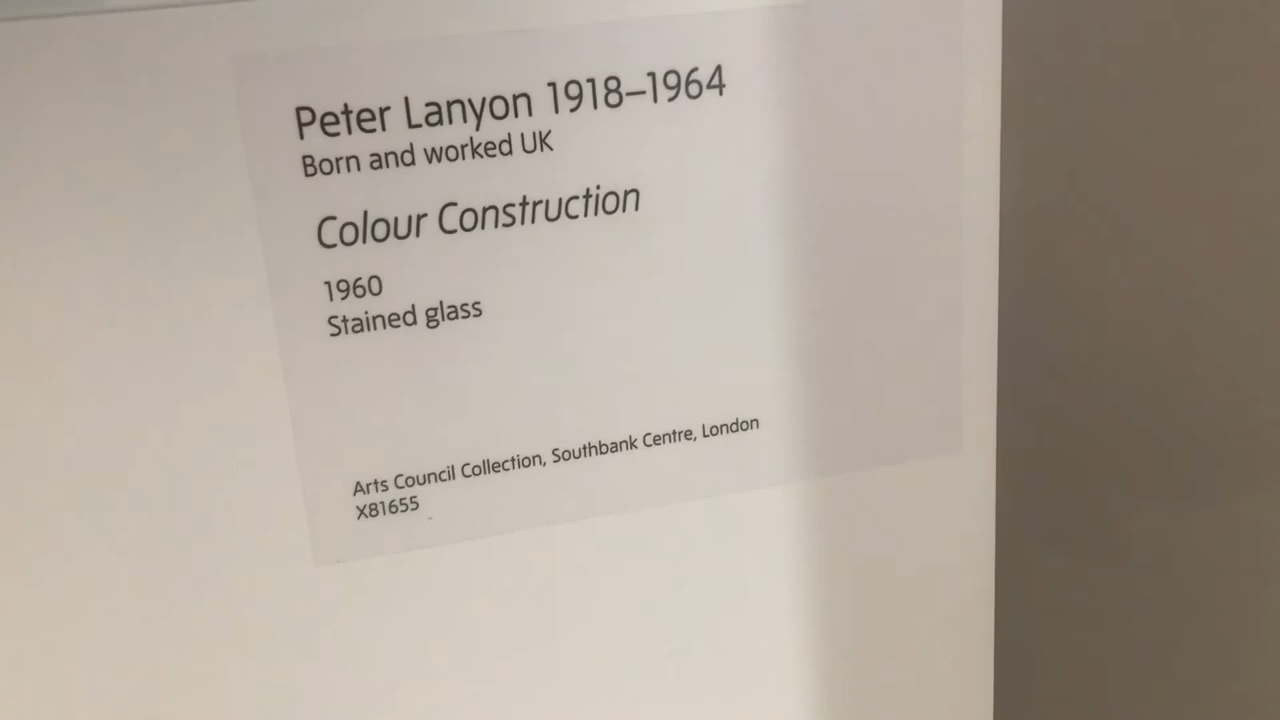 Peter Lanyon 1918–1964
Born and worked UK
Colour Construction
1960
Stained glass
Arts Council Collection, Southbank Centre, London
X81655